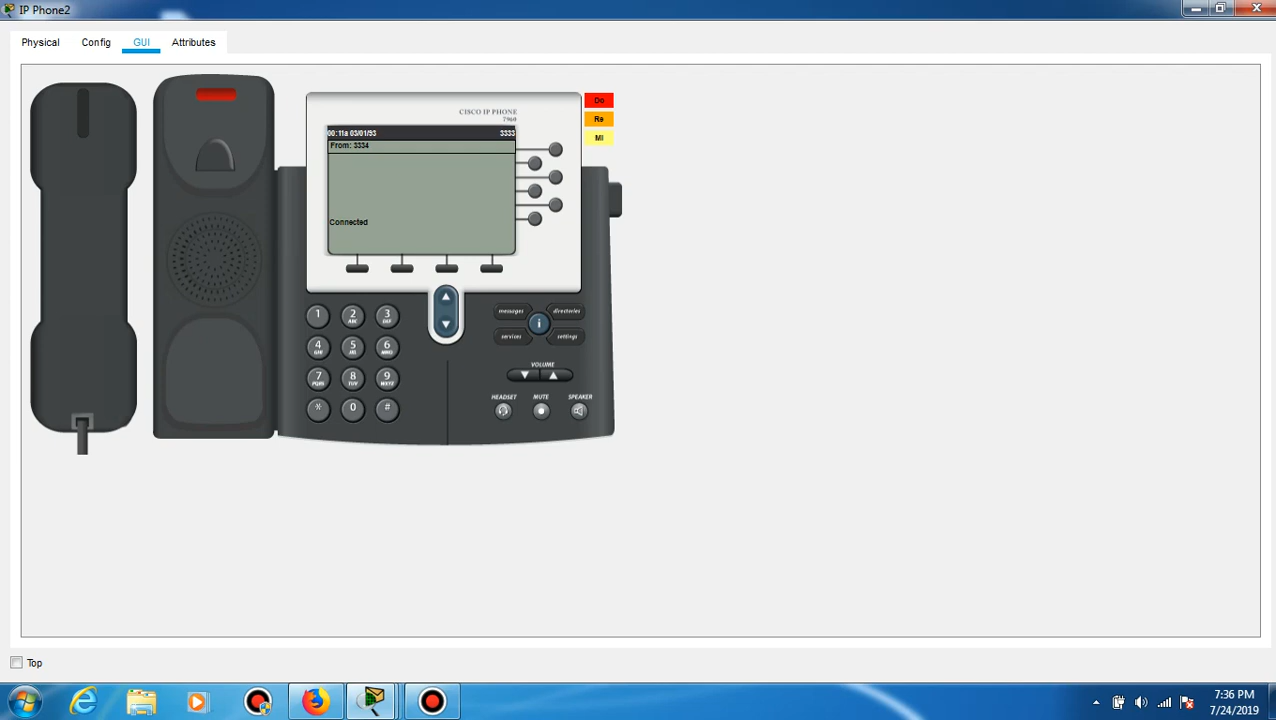 IP Phone2
Physical Config GUI Attributes
CISCO IP PHONE
7960
Do
Re
MI
00:11a 03/01/93 3333
From: 3334
Connected
messages directories
i
services settings
1 2 3
ABC DEF
4 5 6
GHI JKL MNO
7 8 9
PQRS TUV WXYZ
* 0 #
VOLUME
HEADSET MUTE SPEAKER
Top
7:36 PM
7/24/2019